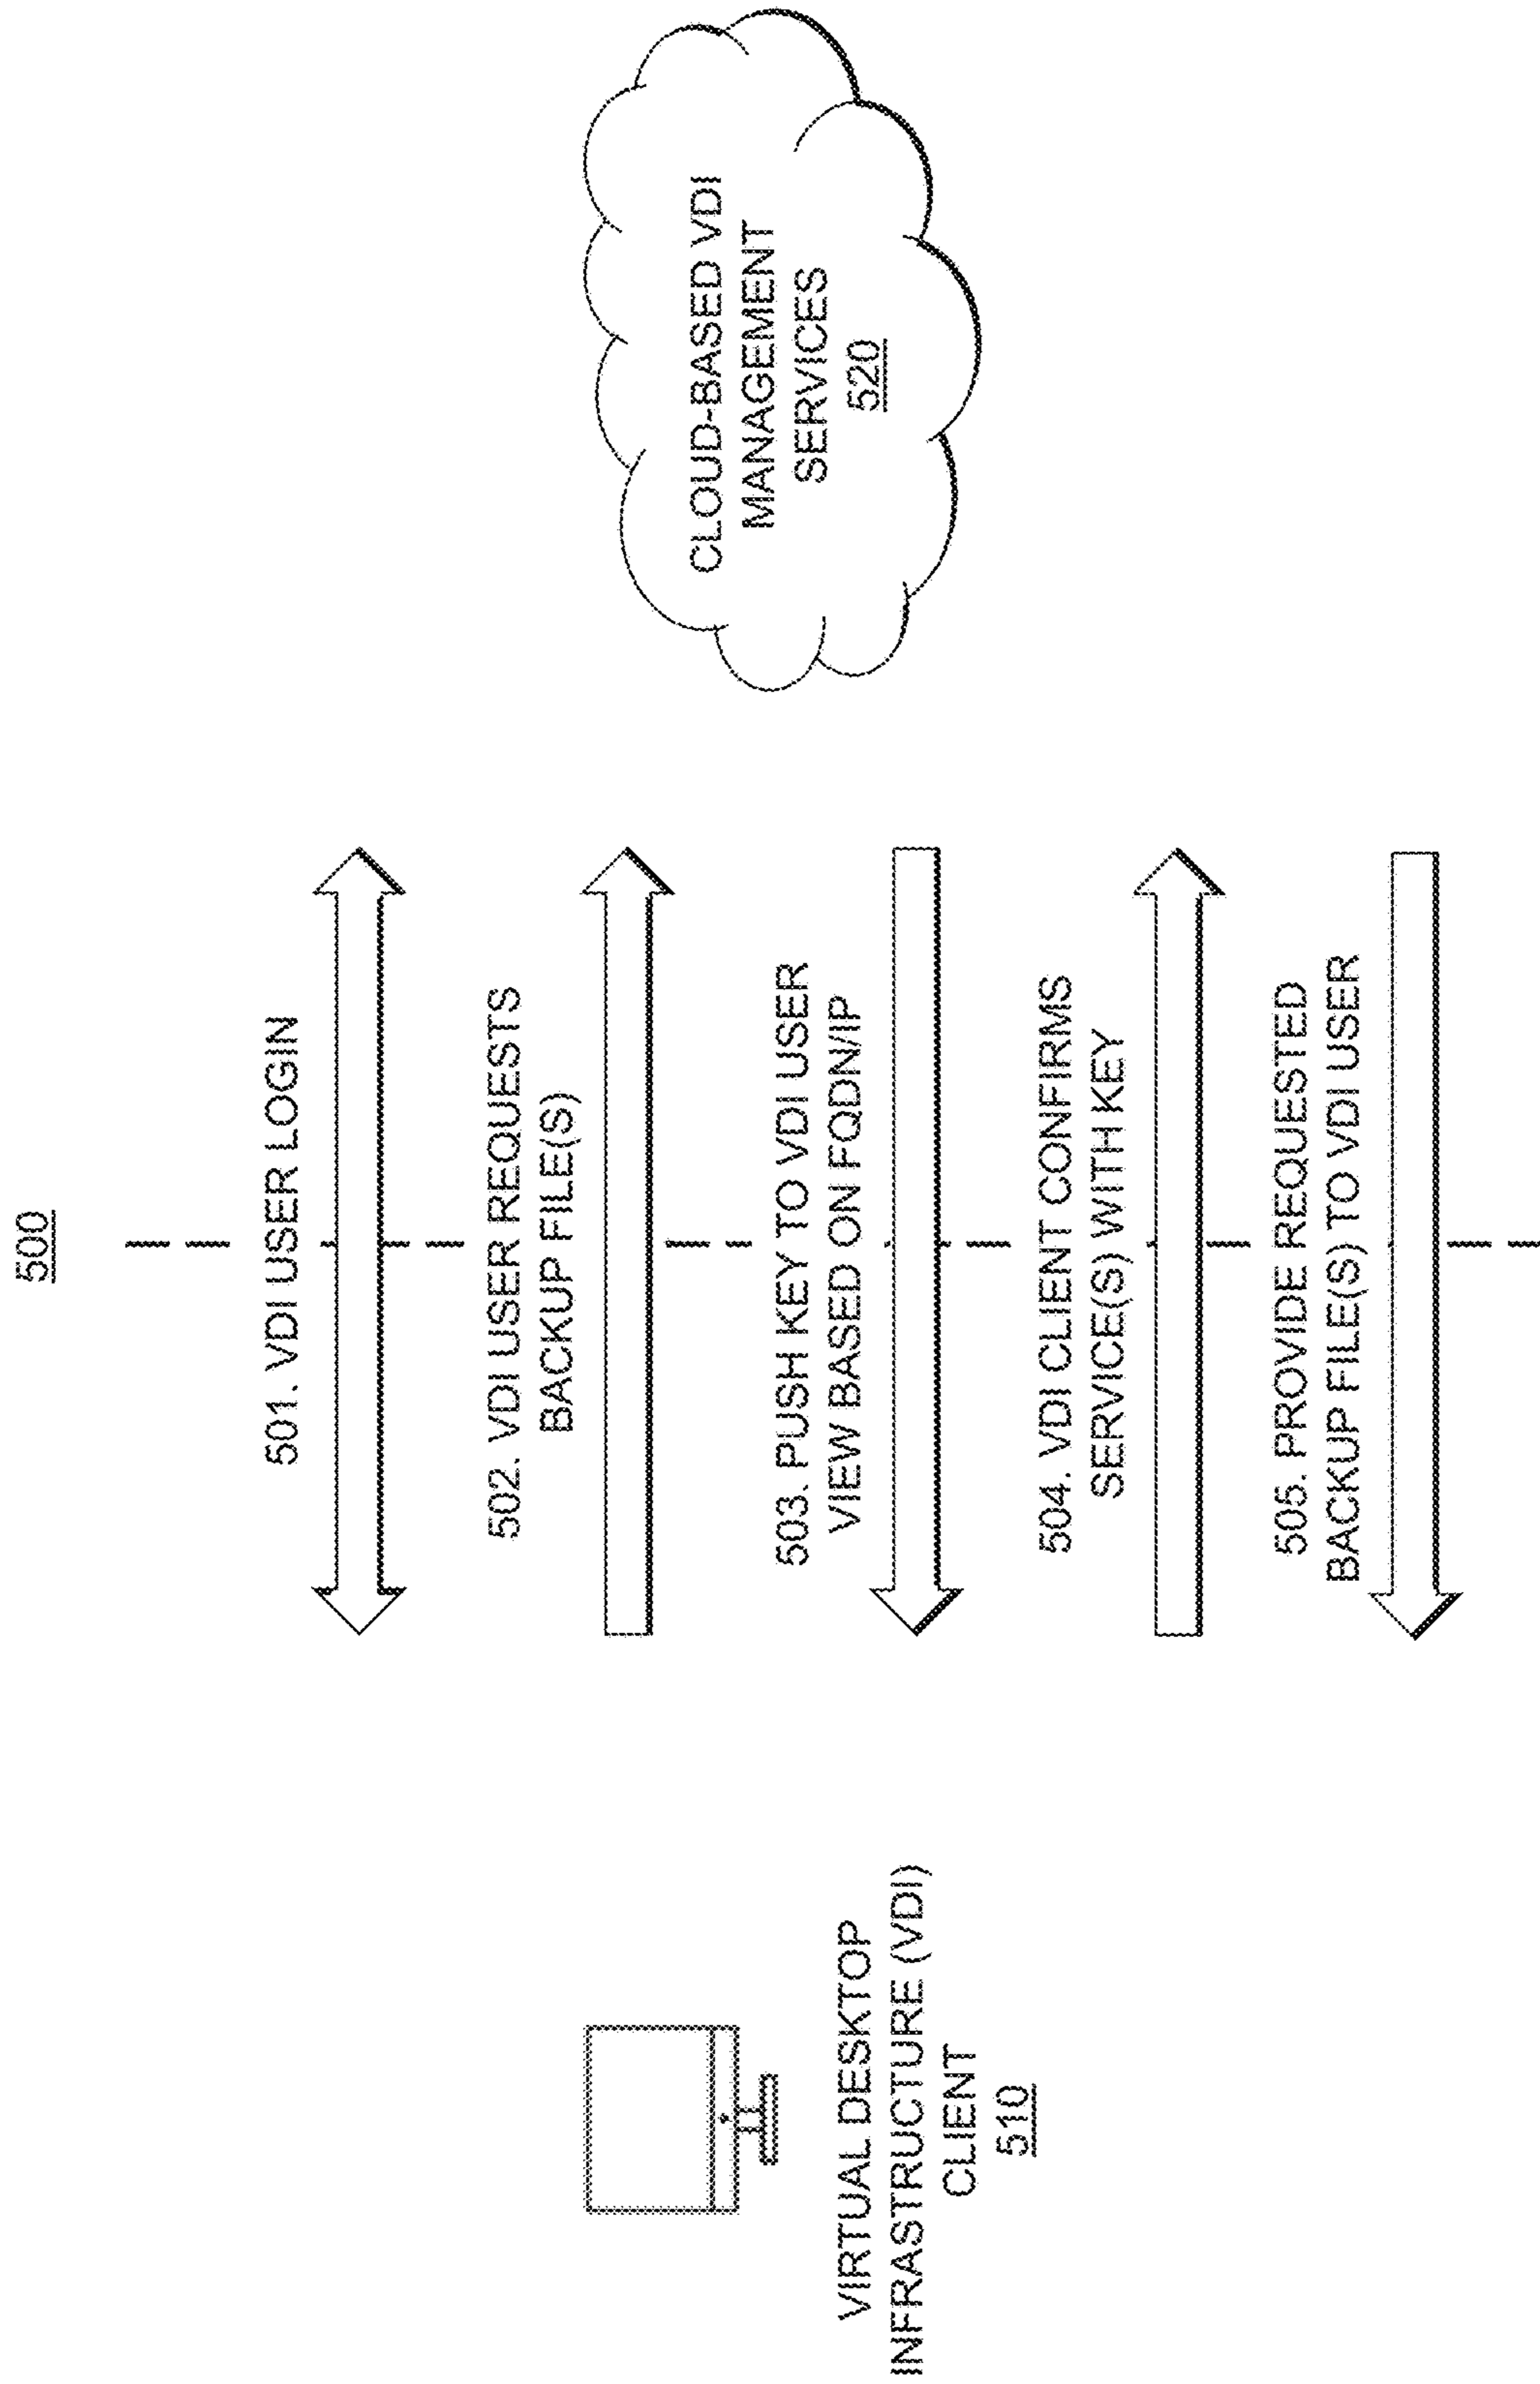 500
501. VDI USER LOGIN
502. VDI USER REQUESTS
BACKUP FILE(S)
503. PUSH KEY TO VDI USER
VIEW BASED ON FQDN/IP
504. VDI CLIENT CONFIRMS
SERVICE(S) WITH KEY
505. PROVIDE REQUESTED
BACKUP FILE(S) TO VDI USER
VIRTUAL DESKTOP
INFRASTRUCTURE (VDI)
CLIENT
510
CLOUD-BASED VDI
MANAGEMENT
SERVICES
520